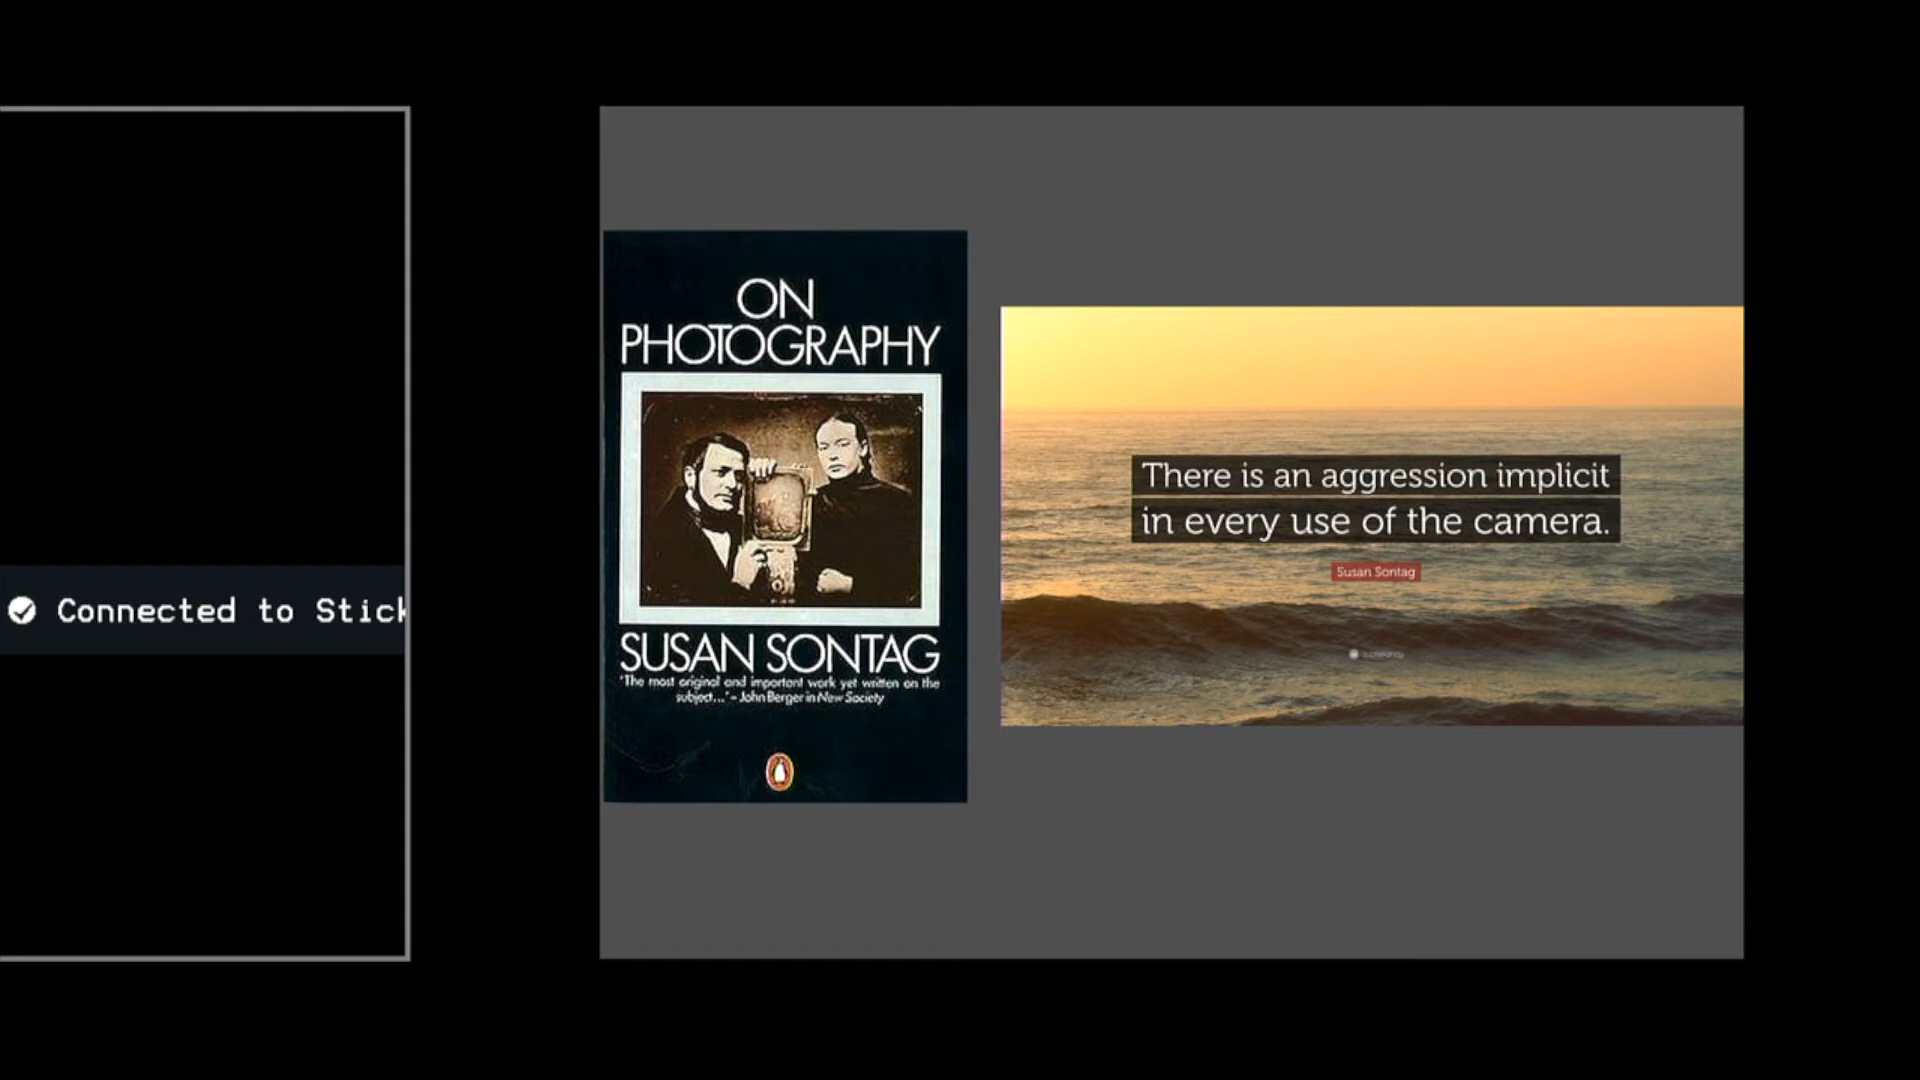 Connected to Stick
ON
PHOTOGRAPHY
SUSAN SONTAG
'The most original and important work yet written on the
subject...' – John Berger in New Society
There is an aggression implicit
in every use of the camera.
Susan Sontag
quotefancy